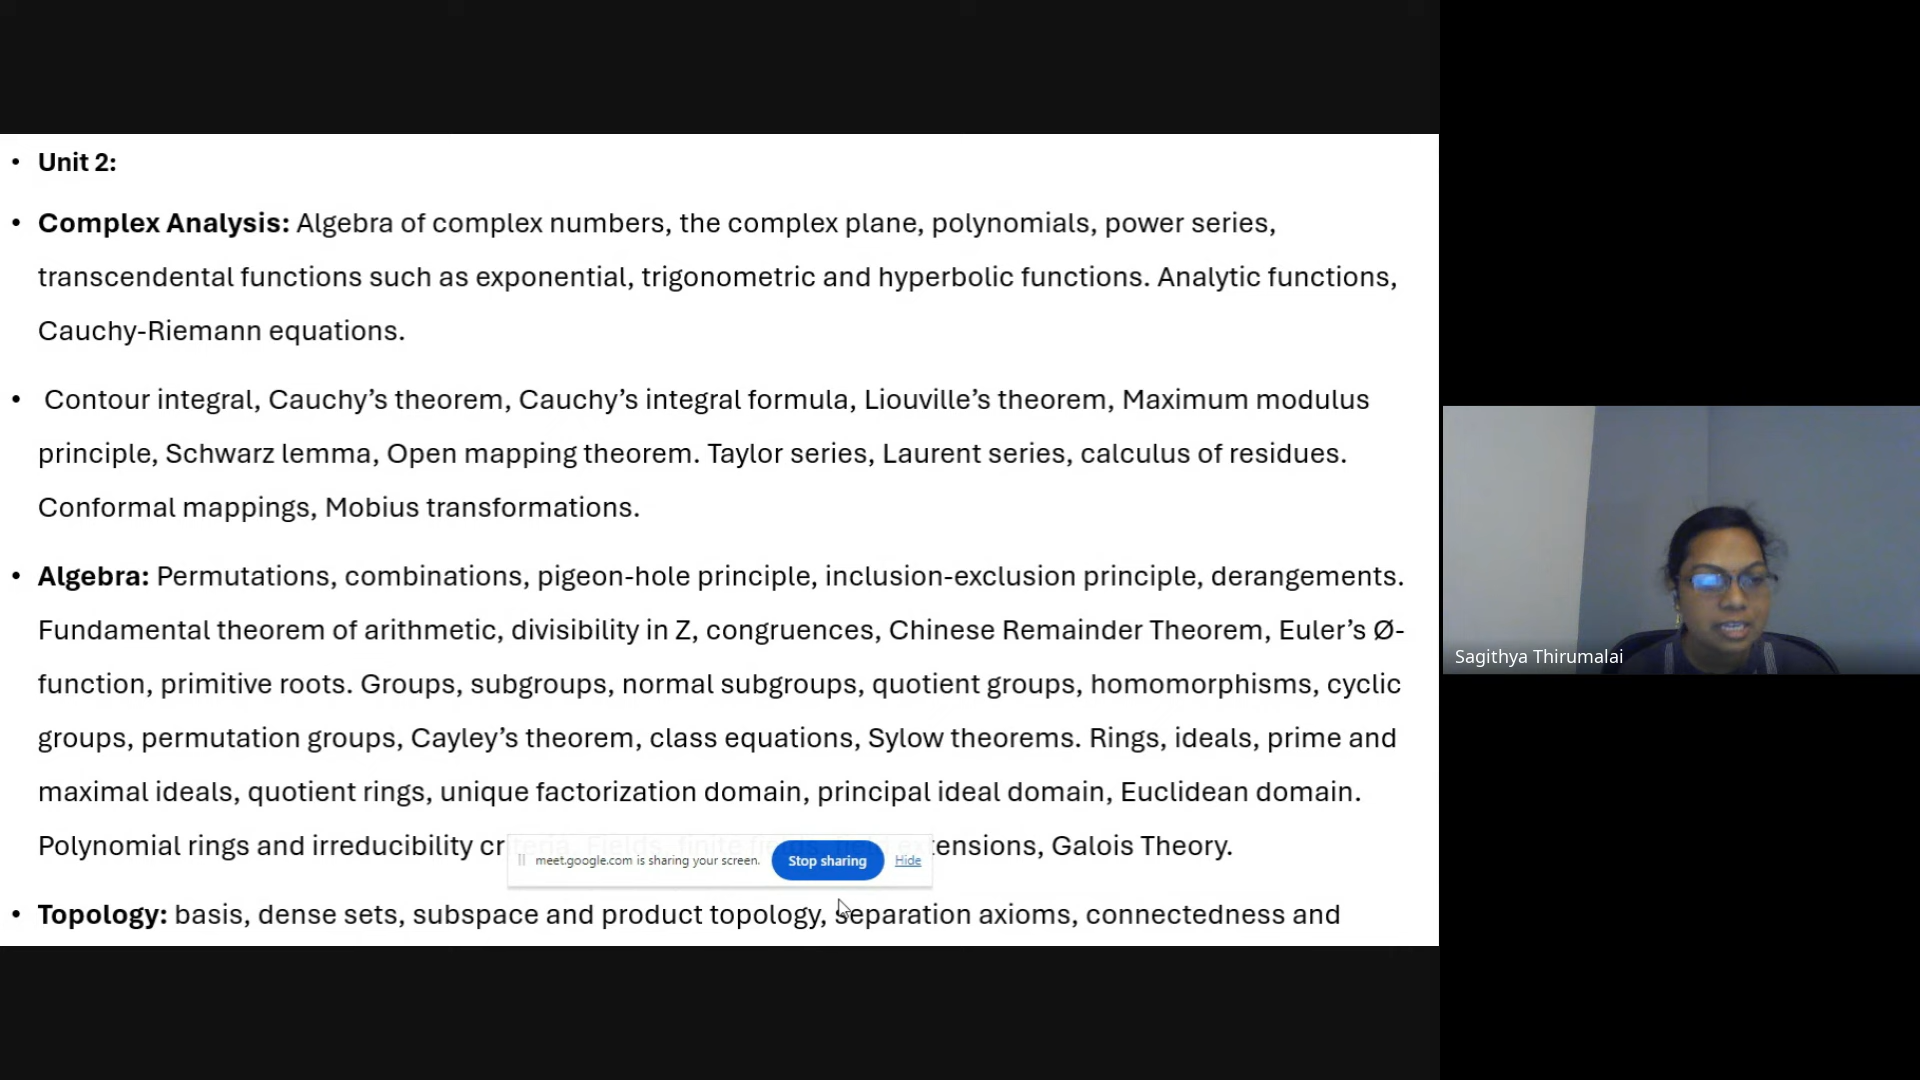 • Unit 2:
• Complex Analysis: Algebra of complex numbers, the complex plane, polynomials, power series,
transcendental functions such as exponential, trigonometric and hyperbolic functions. Analytic functions,
Cauchy-Riemann equations.
• Contour integral, Cauchy’s theorem, Cauchy’s integral formula, Liouville’s theorem, Maximum modulus
principle, Schwarz lemma, Open mapping theorem. Taylor series, Laurent series, calculus of residues.
Conformal mappings, Mobius transformations.
• Algebra: Permutations, combinations, pigeon-hole principle, inclusion-exclusion principle, derangements.
Fundamental theorem of arithmetic, divisibility in Z, congruences, Chinese Remainder Theorem, Euler’s Ø-
function, primitive roots. Groups, subgroups, normal subgroups, quotient groups, homomorphisms, cyclic
groups, permutation groups, Cayley’s theorem, class equations, Sylow theorems. Rings, ideals, prime and
maximal ideals, quotient rings, unique factorization domain, principal ideal domain, Euclidean domain.
Polynomial rings and irreducibility criteria. Fields, finite fields, field extensions, Galois Theory.
meet.google.com is sharing your screen. Stop sharing Hide
• Topology: basis, dense sets, subspace and product topology, separation axioms, connectedness and
Sagithya Thirumalai